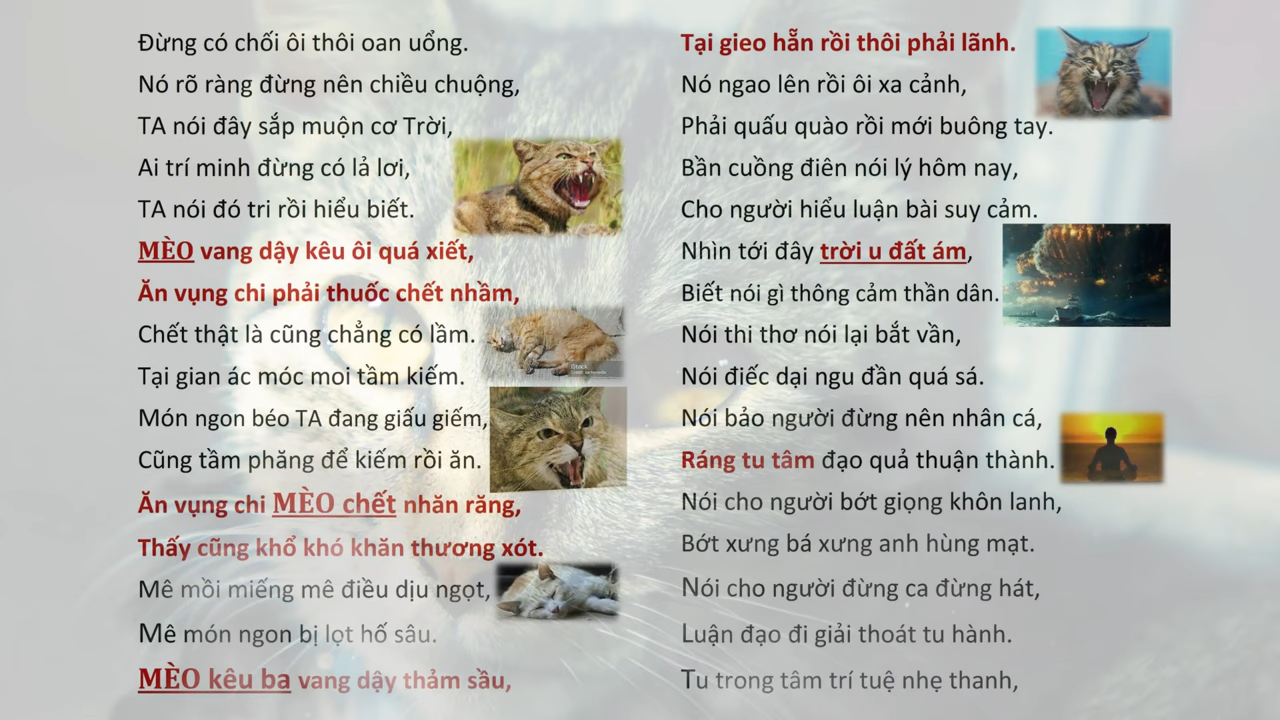 Đừng có chối ôi thôi oan uổng.
Nó rõ ràng đừng nên chiều chuộng,
TA nói đây sắp muộn cơ Trời,
Ai trí minh đừng có lả lơi,
TA nói đó tri rồi hiểu biết.
MÈO vang dậy kêu ôi quá xiết,
Ăn vụng chi phải thuốc chết nhầm,
Chết thật là cũng chẳng có lầm.
Tại gian ác móc moi tầm kiếm.
Món ngon béo TA đang giấu giếm,
Cũng tầm phăng để kiếm rồi ăn.
Ăn vụng chi MÈO chết nhăn răng,
Thấy cũng khổ khó khăn thương xót.
Mê mồi miếng mê điều dịu ngọt,
Mê món ngon bị lọt hố sâu.
MÈO kêu ba vang dậy thảm sầu,
Tại gieo hẵn rồi thôi phải lãnh.
Nó ngao lên rồi ôi xa cảnh,
Phải quấu quào rồi mới buông tay.
Bần cuồng điên nói lý hôm nay,
Cho người hiểu luận bài suy cảm.
Nhìn tới đây trời u đất ám,
Biết nói gì thông cảm thần dân.
Nói thi thơ nói lại bắt vần,
Nói điếc dại ngu đần quá sá.
Nói bảo người đừng nên nhân cá,
Ráng tu tâm đạo quả thuận thành.
Nói cho người bớt giọng khôn lanh,
Bớt xưng bá xưng anh hùng mạt.
Nói cho người đừng ca đừng hát,
Luận đạo đi giải thoát tu hành.
Tu trong tâm trí tuệ nhẹ thanh,